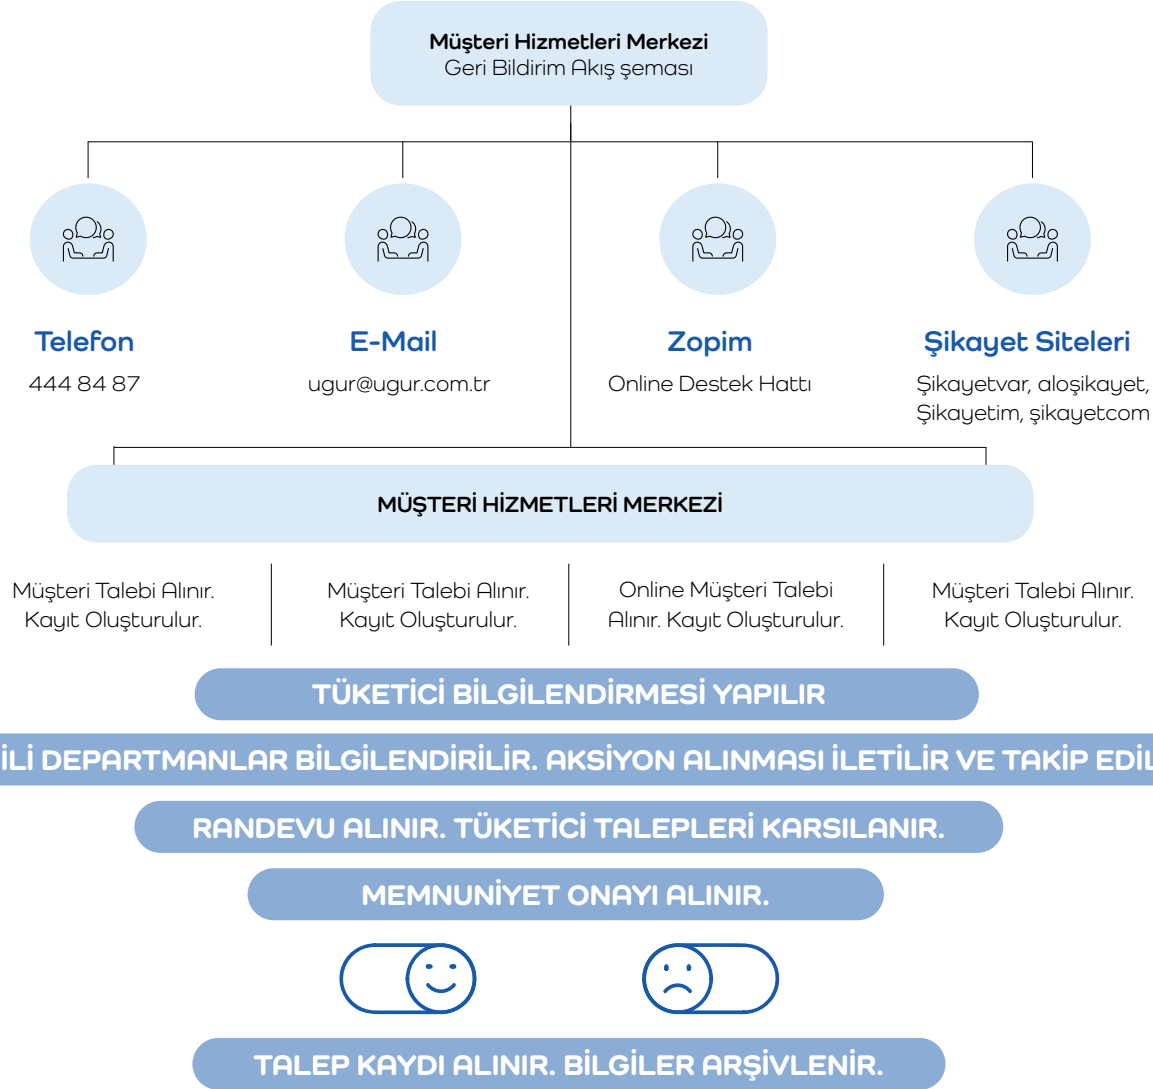 Müşteri Hizmetleri Merkezi
Geri Bildirim Akış şeması
Telefon
444 84 87
E-Mail
ugur@ugur.com.tr
Zopim
Online Destek Hattı
Şikayet Siteleri
Şikayetvar, aloşikayet,
Şikayetim, şikayetcom
MÜŞTERİ HİZMETLERİ MERKEZİ
Müşteri Talebi Alınır.
Kayıt Oluşturulur.
Müşteri Talebi Alınır.
Kayıt Oluşturulur.
Online Müşteri Talebi
Alınır. Kayıt Oluşturulur.
Müşteri Talebi Alınır.
Kayıt Oluşturulur.
TÜKETİCİ BİLGİLENDİRMESİ YAPILIR
DEPARTMANLAR BİLGİLENDİRİLİR. AKSİYON ALINMASI İLETİLİR VE TAKİP
RANDEVU ALINIR. TÜKETİCİ TALEPLERİ KARSILANIR.
MEMNUNİYET ONAYI ALINIR.
TALEP KAYDI ALINIR. BİLGİLER ARŞİVLENİR.